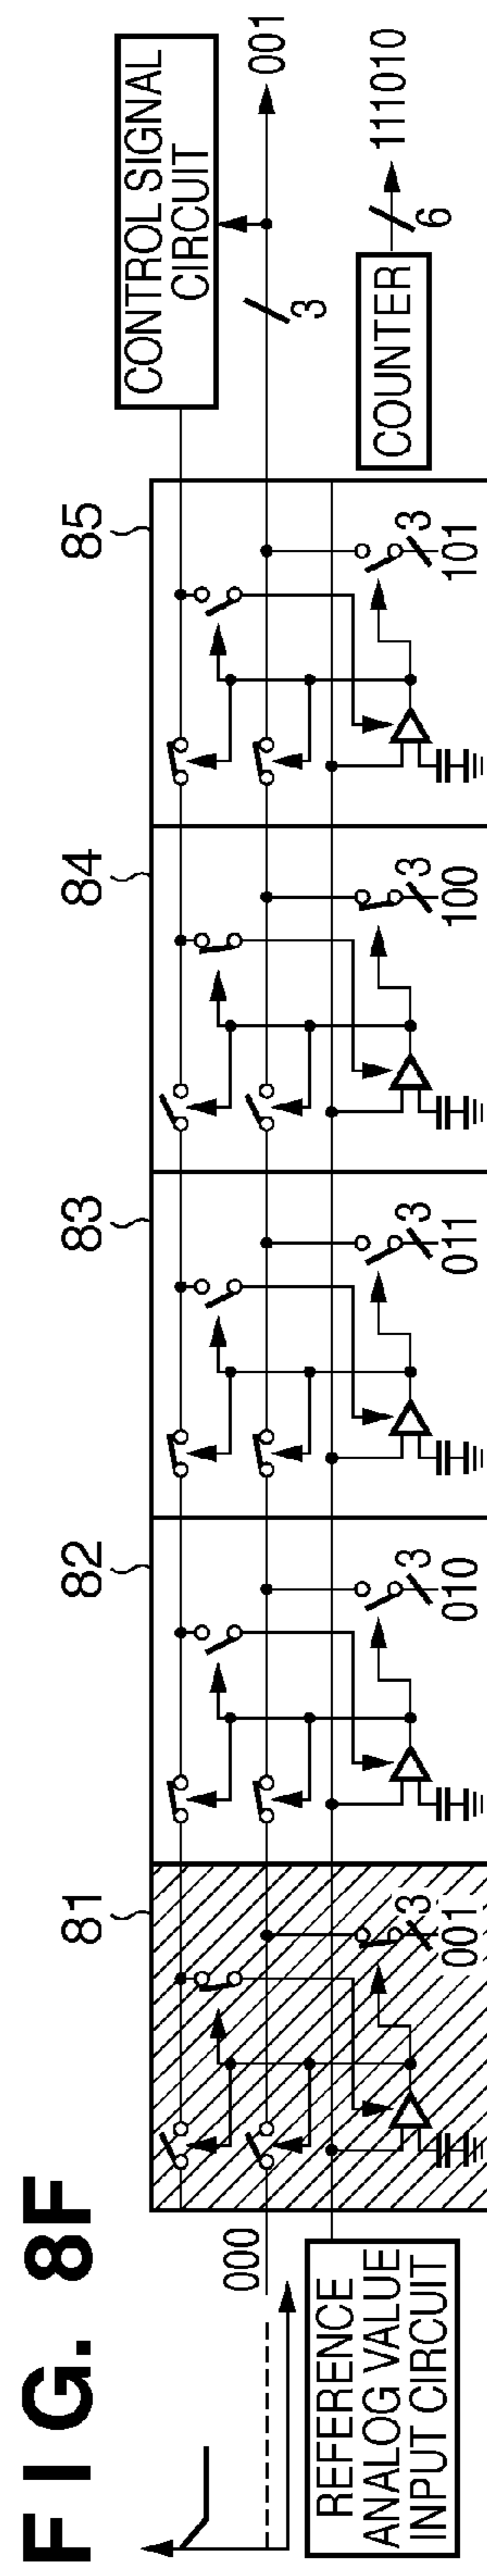 FIG. 8F
81
82
83
84
85
CONTROL SIGNAL
CIRCUIT
000
3
001
3
001
3
010
3
011
3
100
3
101
COUNTER
6
111010
REFERENCE
ANALOG VALUE
INPUT CIRCUIT